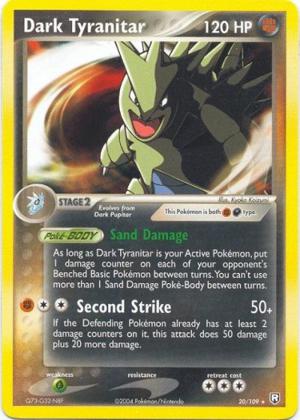 Dark Tyranitar 120 HP
Illus. Kyoko Koizumi
STAGE 2
Evolves from
Dark Pupitar
This Pokémon is both type.
Poké-BODY Sand Damage
As long as Dark Tyranitar is your Active Pokémon, put
1 damage counter on each of your opponent's
Benched Basic Pokémon between turns. You can't use
more than 1 Sand Damage Poké-Body between turns.
Second Strike 50+
If the Defending Pokémon already has at least 2
damage counters on it, this attack does 50 damage
plus 20 more damage.
weakness resistance retreat cost
©2004 Pokémon/Nintendo 20/109 ★ R